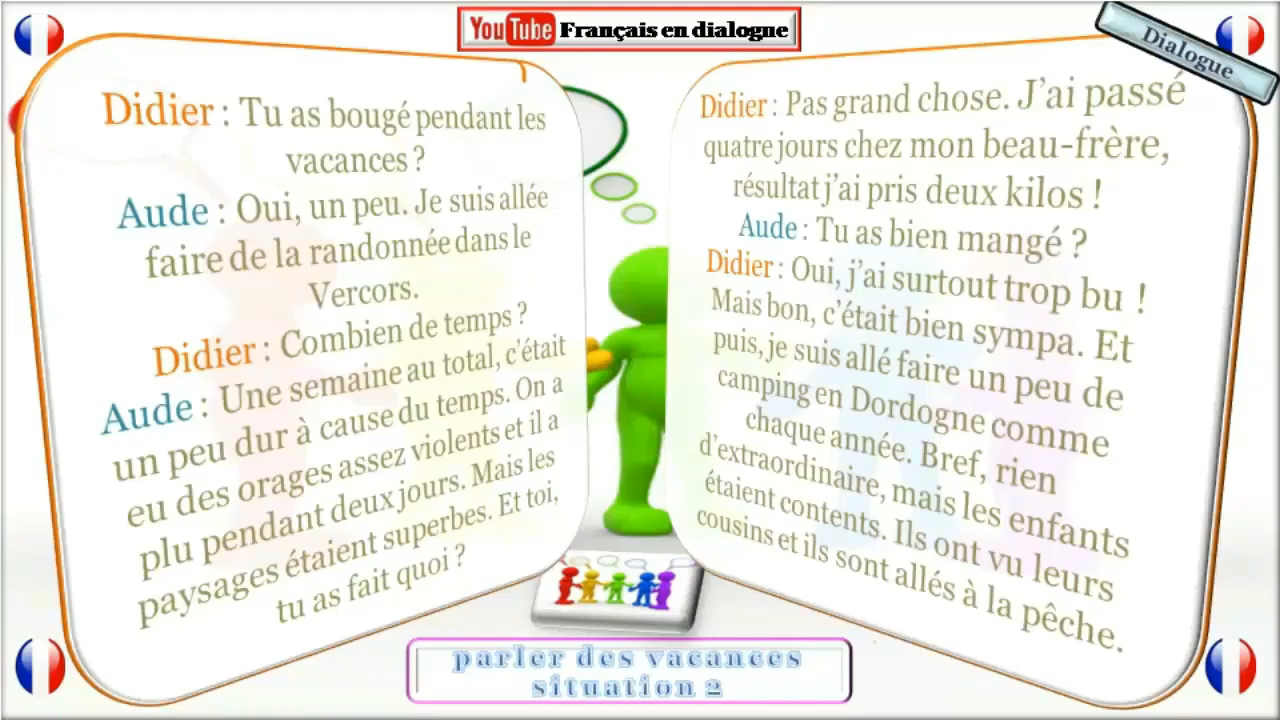 YouTube Français en dialogue
Dialogue
Didier : Tu as bougé pendant les
vacances ?
Aude : Oui, un peu. Je suis allée
faire de la randonnée dans le
Vercors.
Didier : Combien de temps ?
Aude : Une semaine au total, c’était
un peu dur à cause du temps. On a
eu des orages assez violents et il a
plu pendant deux jours. Mais les
paysages étaient superbes. Et toi,
tu as fait quoi ?
Didier : Pas grand chose. J’ai passé
quatre jours chez mon beau-frère,
résultat j’ai pris deux kilos !
Aude : Tu as bien mangé ?
Didier : Oui, j’ai surtout trop bu !
Mais bon, c’était bien sympa. Et
puis, je suis allé faire un peu de
camping en Dordogne comme
chaque année. Bref, rien
d’extraordinaire, mais les enfants
étaient contents. Ils ont vu leurs
cousins et ils sont allés à la pêche.
parler des vacances
situation 2